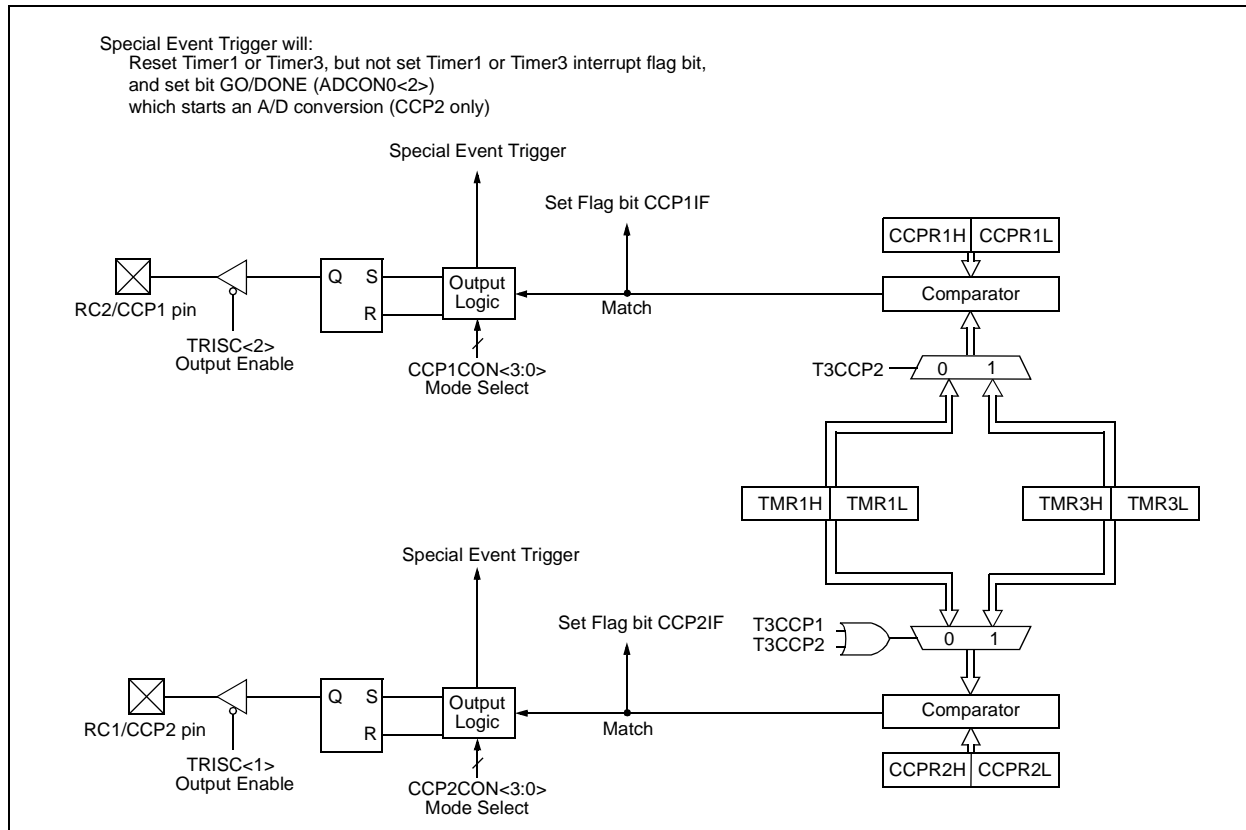 Special Event Trigger will:
Reset Timer1 or Timer3, but not set Timer1 or Timer3 interrupt flag bit,
and set bit GO/DONE (ADCON0<2>)
which starts an A/D conversion (CCP2 only)
Special Event Trigger
Set Flag bit CCP1IF
CCPR1H CCPR1L
Q S
R
Output
Logic
Comparator
RC2/CCP1 pin
Match
TRISC<2>
Output Enable
CCP1CON<3:0>
Mode Select
T3CCP2
0 1
TMR1H TMR1L
TMR3H TMR3L
Special Event Trigger
Set Flag bit CCP2IF
T3CCP1
T3CCP2
0 1
Q S
R
Output
Logic
Comparator
RC1/CCP2 pin
Match
TRISC<1>
Output Enable
CCP2CON<3:0>
Mode Select
CCPR2H CCPR2L